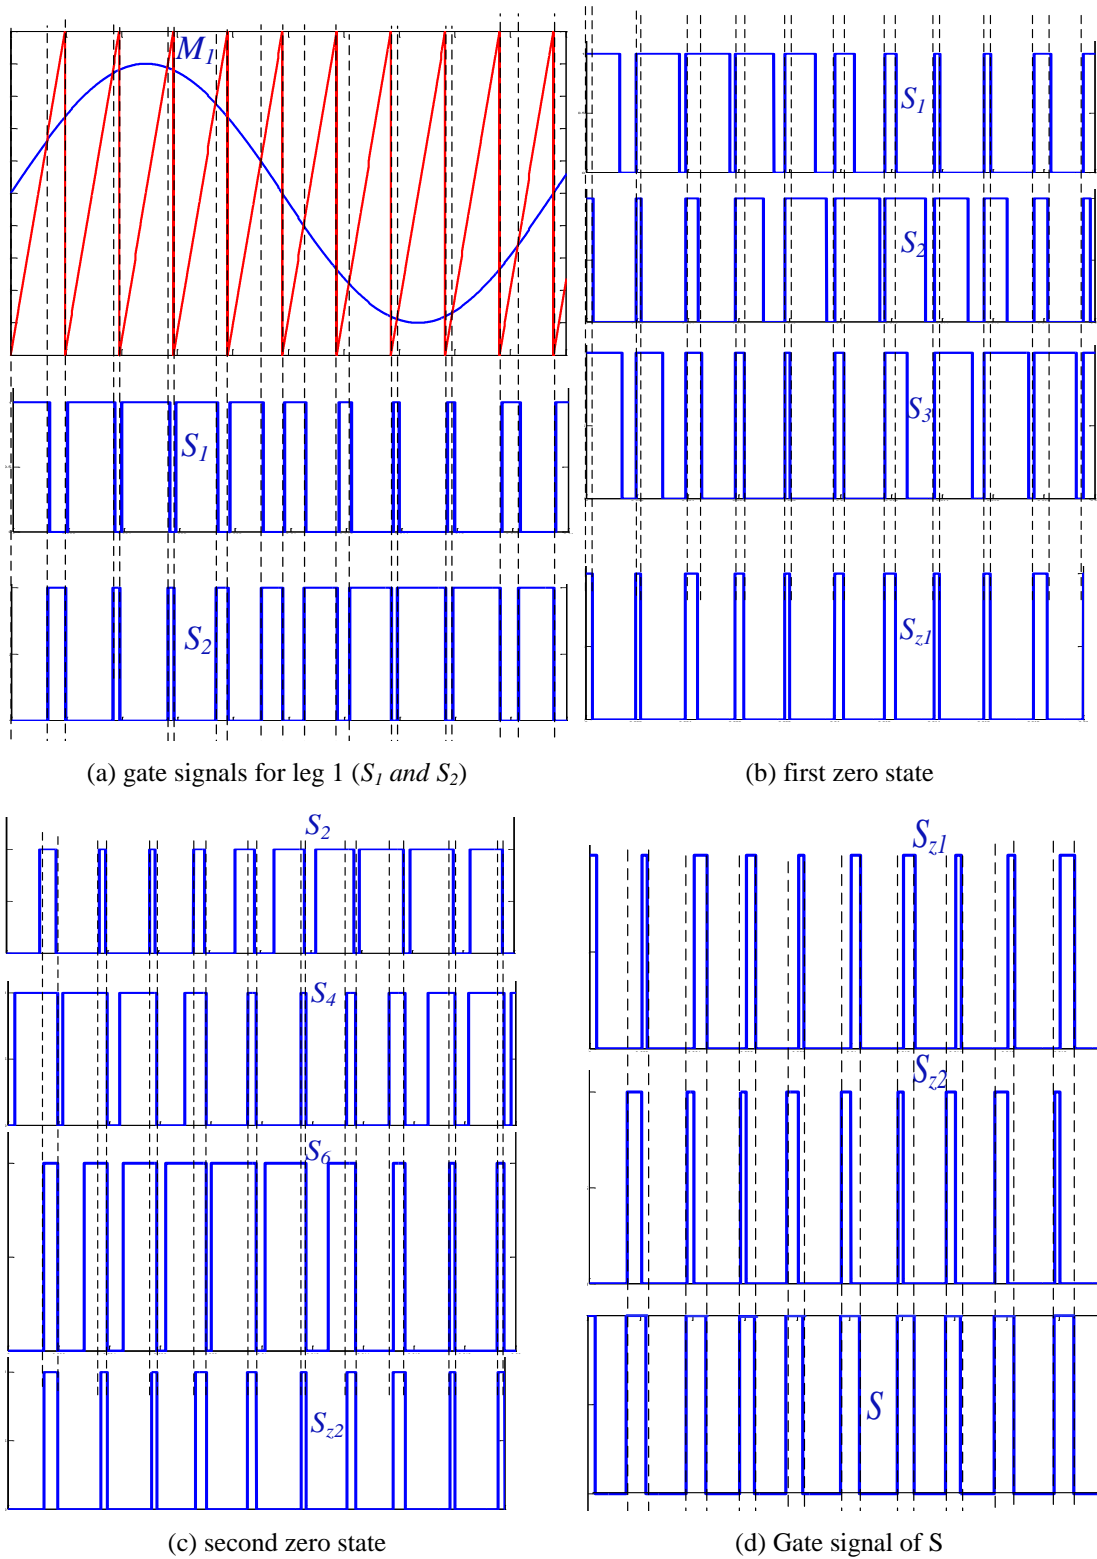 M1
S1
S2
(a) gate signals for leg 1 (S1 and S2)
S1
S2
S3
Sz1
(b) first zero state
S2
S4
S6
Sz2
(c) second zero state
Sz1
Sz2
S
(d) Gate signal of S